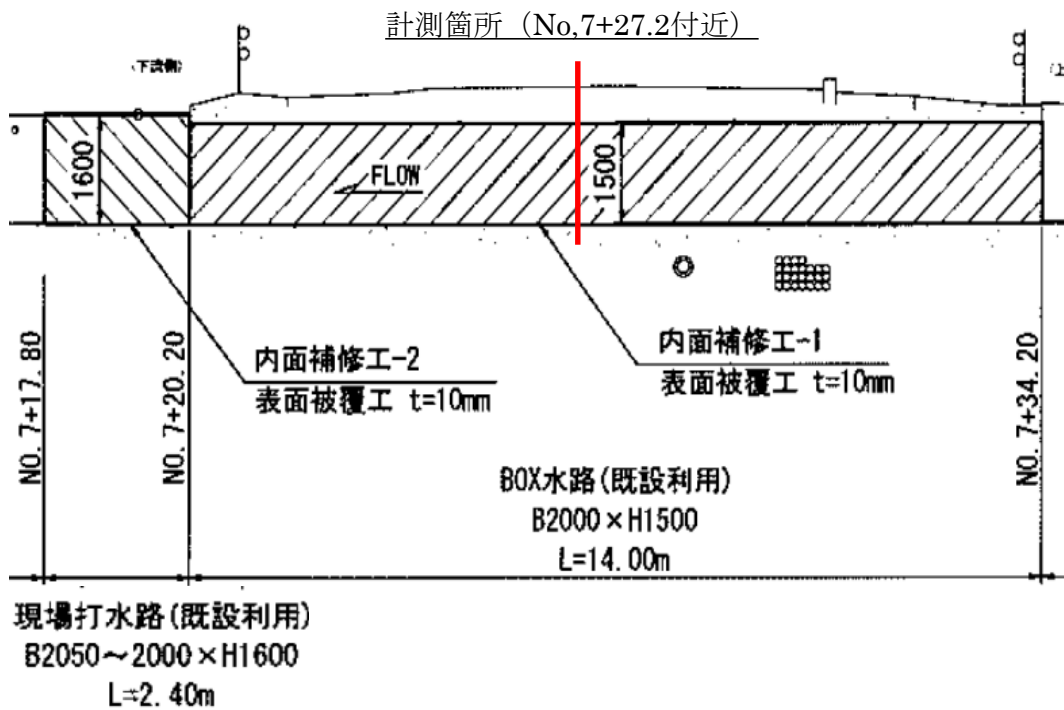 計測箇所（No,7+27.2付近）
(下流側)
(上
1600
FLOW
1500
NO. 7+17. 80
NO. 7+20. 20
内面補修工-2
表面被覆工 t=10mm
内面補修工-1
表面被覆工 t=10mm
NO. 7+34. 20
BOX水路(既設利用)
B2000×H1500
L=14.00m
現場打水路(既設利用)
B2050～2000×H1600
L=2.40m